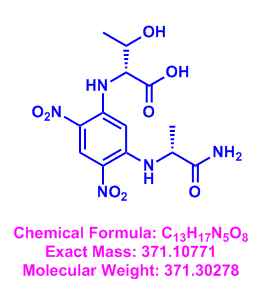 OH
HN
OH
O
O₂N
N
H
NH₂
NO₂
O
Chemical Formula: C₁₃H₁₇N₅O₈
Exact Mass: 371.10771
Molecular Weight: 371.30278